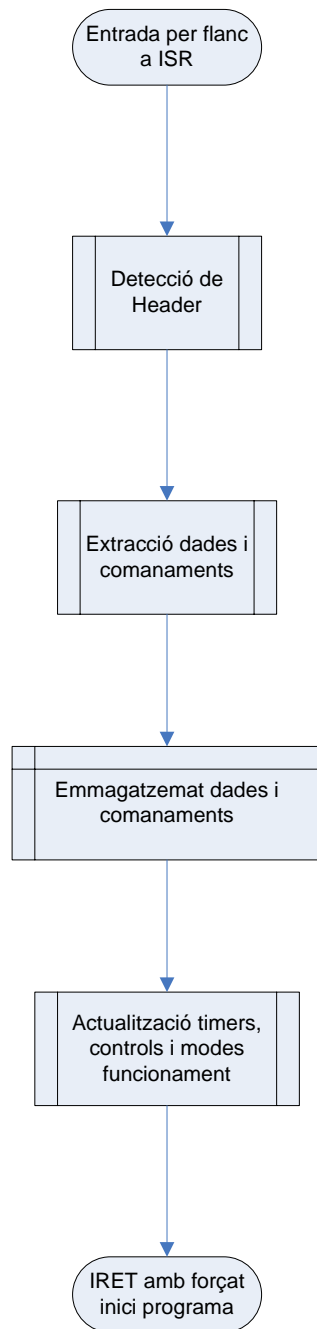 Entrada per flanc
a ISR
Detecció de
Header
Extracció dades i
comanaments
Emmagatzemat dades i
comanaments
Actualització timers,
controls i modes
funcionament
IRET amb forçat
inici programa